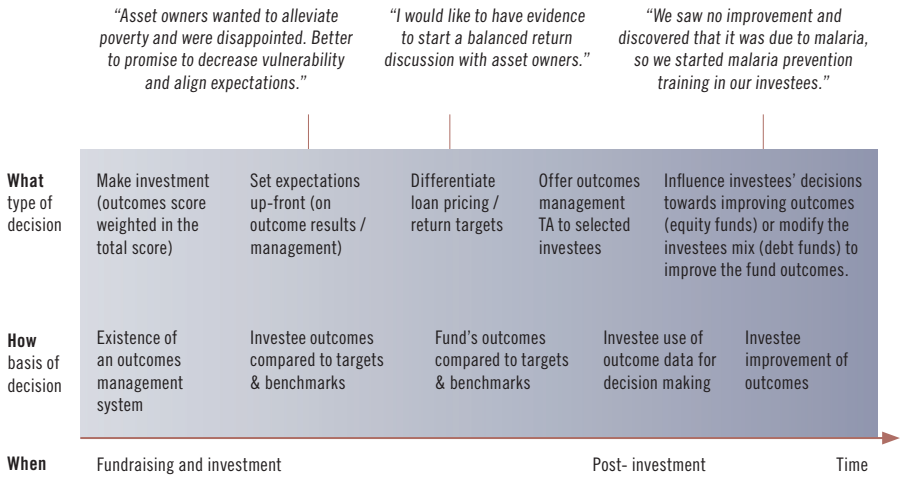 “Asset owners wanted to alleviate
poverty and were disappointed. Better
to promise to decrease vulnerability
and align expectations.”
“I would like to have evidence
to start a balanced return
discussion with asset owners.”
“We saw no improvement and
discovered that it was due to malaria,
so we started malaria prevention
training in our investees.”
What
type of
decision
Make investment
(outcomes score
weighted in the
total score)
Set expectations
up-front (on
outcome results /
management)
Differentiate
loan pricing /
return targets
Offer outcomes
management
TA to selected
investees
Influence investees’ decisions
towards improving outcomes
(equity funds) or modify the
investees mix (debt funds) to
improve the fund outcomes.
How
basis of
decision
Existence of
an outcomes
management
system
Investee outcomes
compared to targets
& benchmarks
Fund’s outcomes
compared to targets
& benchmarks
Investee use of
outcome data for
decision making
Investee
improvement of
outcomes
When
Fundraising and investment
Post- investment
Time